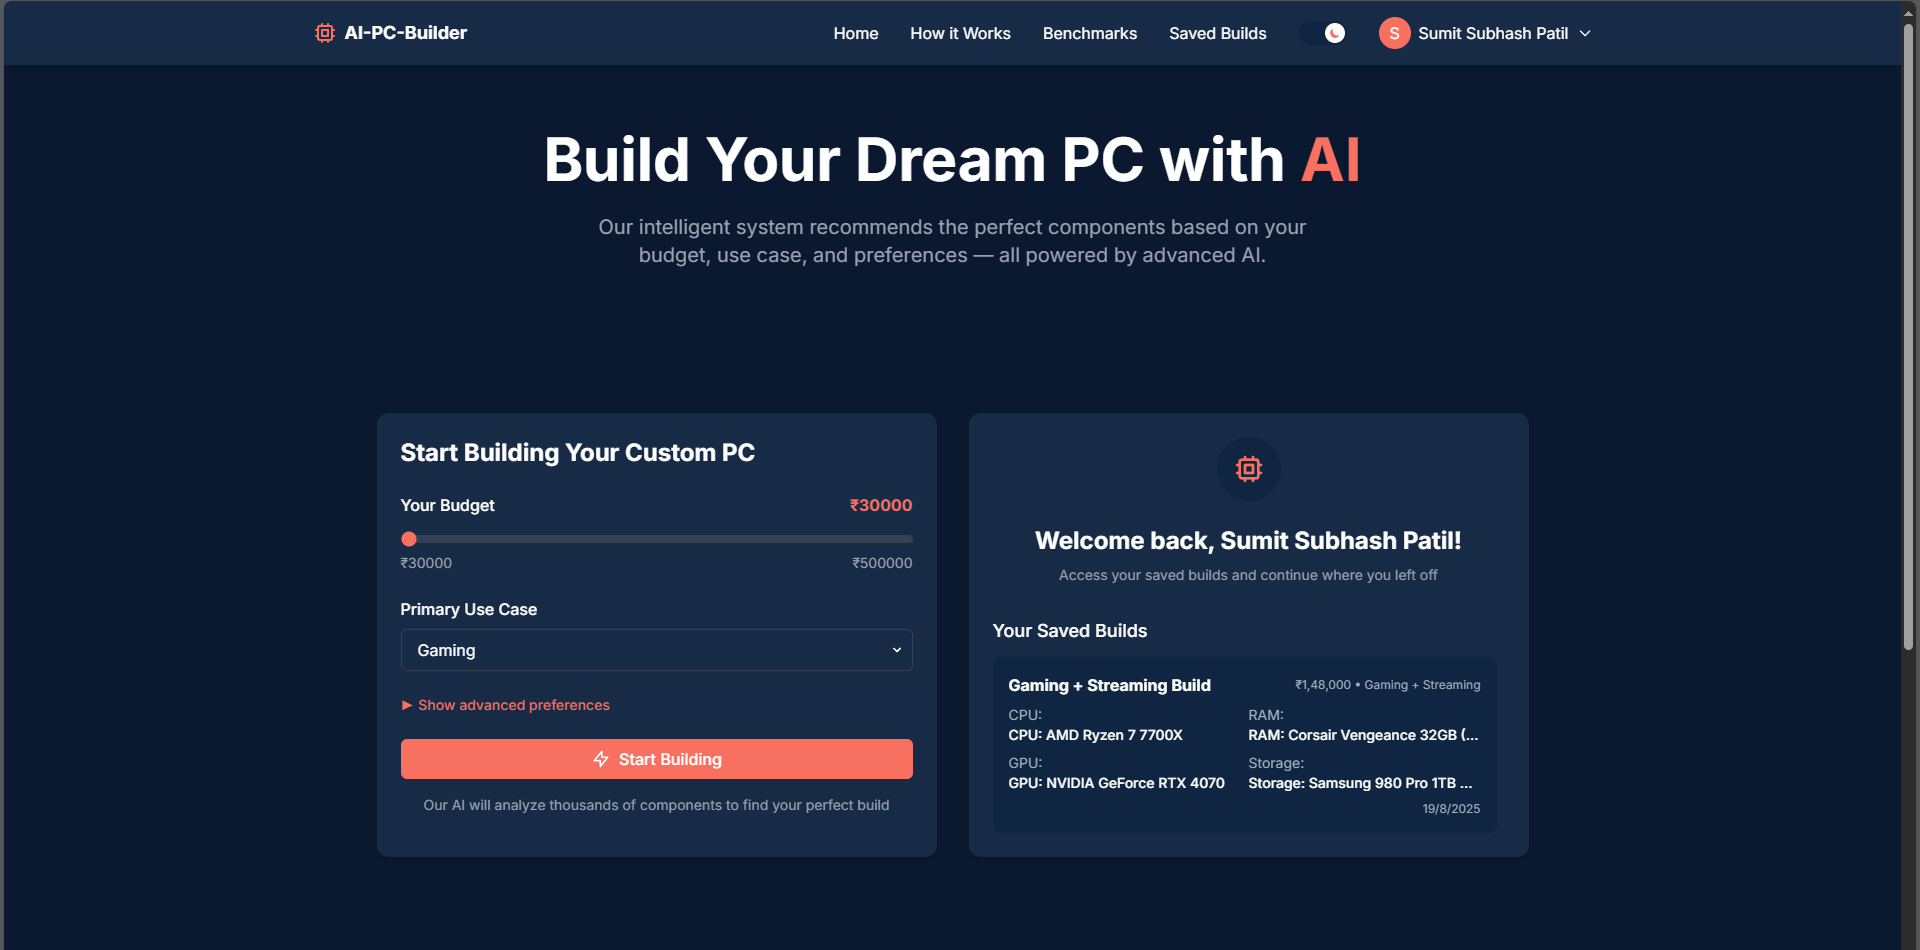 AI-PC-Builder
Home
How it Works
Benchmarks
Saved Builds
S
Sumit Subhash Patil
Build Your Dream PC with AI
Our intelligent system recommends the perfect components based on your
budget, use case, and preferences — all powered by advanced AI.
Start Building Your Custom PC
Your Budget
₹30000
₹30000
₹500000
Primary Use Case
Gaming
▶ Show advanced preferences
Start Building
Our AI will analyze thousands of components to find your perfect build
Welcome back, Sumit Subhash Patil!
Access your saved builds and continue where you left off
Your Saved Builds
Gaming + Streaming Build
₹1,48,000 • Gaming + Streaming
CPU:
CPU: AMD Ryzen 7 7700X
RAM:
RAM: Corsair Vengeance 32GB (...
GPU:
GPU: NVIDIA GeForce RTX 4070
Storage:
Storage: Samsung 980 Pro 1TB ...
19/8/2025